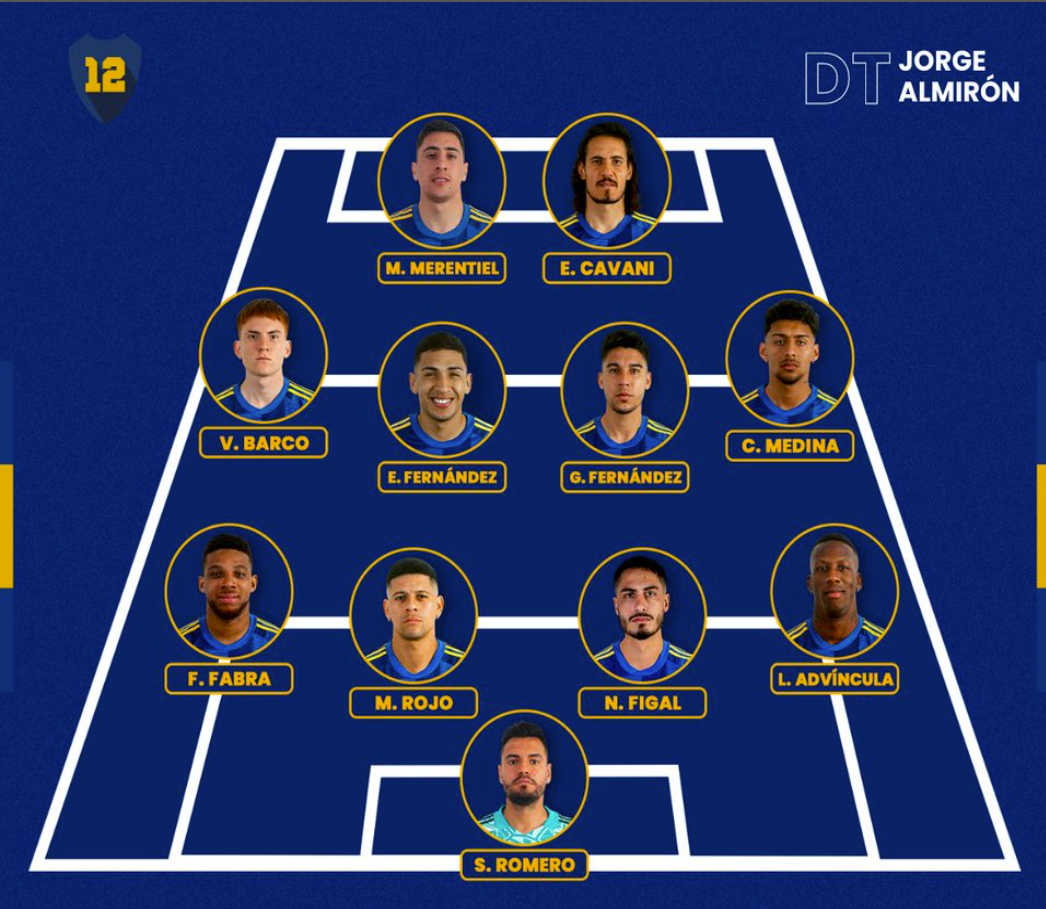 12
DT
JORGE
ALMIRÓN
M. MERENTIEL
E. CAVANI
V. BARCO
E. FERNÁNDEZ
G. FERNÁNDEZ
C. MEDINA
F. FABRA
M. ROJO
N. FIGAL
L. ADVÍNCULA
S. ROMERO